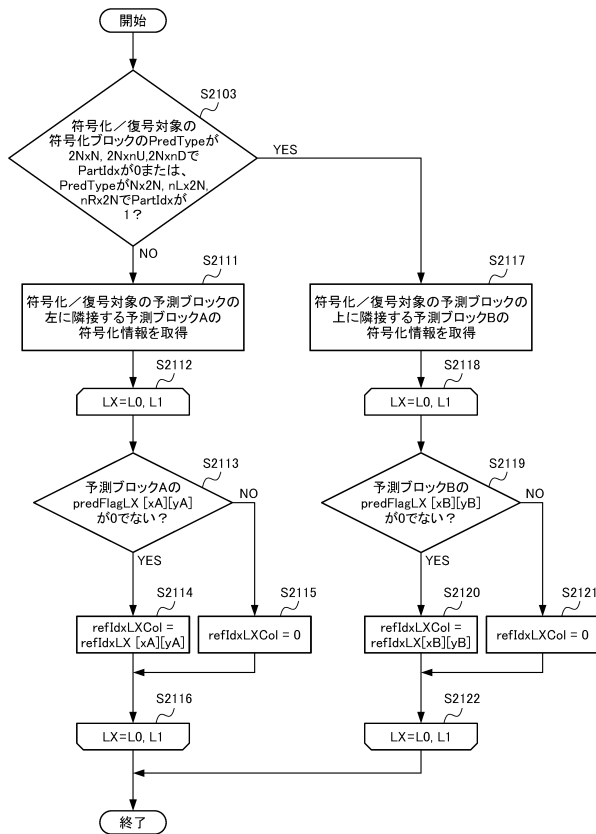 開始
S2103
符号化／復号対象の
符号化ブロックのPredTypeが
2NxN, 2NxnU,2NxnDで
PartIdxが0または、
PredTypeがNx2N, nLx2N,
nRx2NでPartIdxが
1？
YES
NO
S2111
符号化／復号対象の予測ブロックの
左に隣接する予測ブロックAの
符号化情報を取得
S2117
符号化／復号対象の予測ブロックの
上に隣接する予測ブロックBの
符号化情報を取得
S2112
LX=L0, L1
S2118
LX=L0, L1
S2113
予測ブロックAの
predFlagLX [xA][yA]
が0でない？
NO
YES
S2119
予測ブロックBの
predFlagLX [xB][yB]
が0でない？
NO
YES
S2114
refIdxLXCol =
refIdxLX [xA][yA]
S2115
refIdxLXCol = 0
S2120
refIdxLXCol =
refIdxLX[xB][yB]
S2121
refIdxLXCol = 0
S2116
LX=L0, L1
S2122
LX=L0, L1
終了